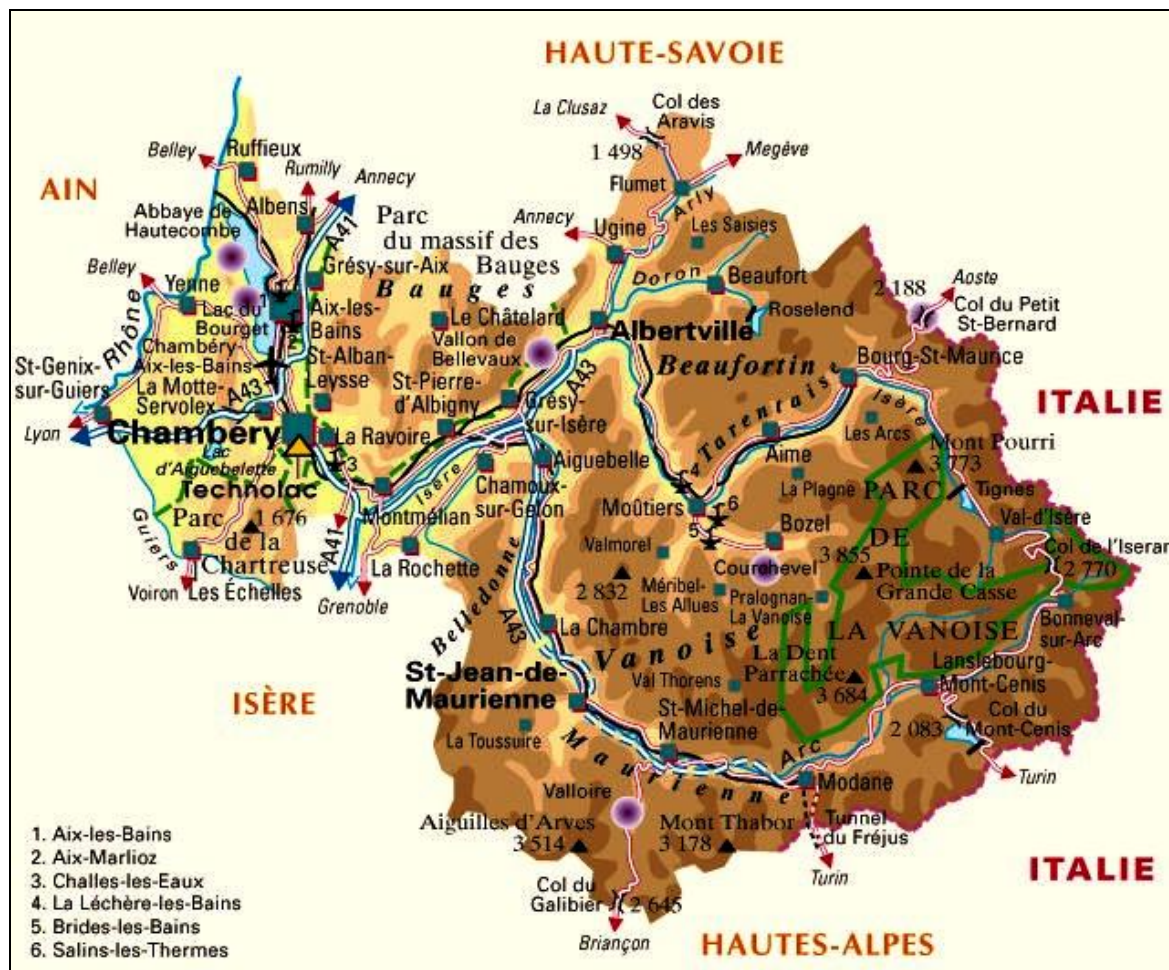 HAUTE-SAVOIE
La Clusaz
Col des
Aravis
1 498
Megève
Belley
Ruffieux
Rumilly
Annecy
Flumet
Arly
AIN
Abbaye de
Hautecombe
Albens
A41
Parc
du massif des
Bauges
Annecy
Ugine
Les Saisies
Belley
Yenne
Grésy-sur-Aix
Bauges
Doron
Beaufort
2 188
Aoste
Rhône
Lac du
Bourget
1
2
Aix-les-
Bains
Le Châtelard
Roselend
Col du Petit
St-Bernard
Chambéry-
Aix-les-Bains
Vallon de
Bellevaux
Albertville
Beaufortin
Bourg-St-Maurice
St-Genix-
sur-Guiers
La Motte-
Servolex
A43
St-Alban-
Leysse
St-Pierre-
d'Albigny
A43
Grésy-
sur-Isère
Tarentaise
Isère
ITALIE
Lyon
Chambéry
La Ravoire
Les Arcs
Mont Pourri
3 773
Lac
d'Aiguebelette
3
Aiguebelle
Aime
La Plagne
PARC
Technolac
Isère
Chamoux-
sur-Gelon
4
Moûtiers
6
5
Tignes
Parc
de la
Chartreuse
1 676
Montmélian
Bozel
Val-d'Isère
Guiers
A41
Valmorel
3 855
DE
Col de l'Iseran
2 770
Voiron
Les Échelles
La Rochette
Grenoble
Courchevel
Pointe de la
Grande Casse
2 832
Méribel-
Les Allues
Pralognan-
La Vanoise
Belledonne
A43
La Chambre
Vanoise
LA VANOISE
Bonneval-
sur-Arc
La Dent
Parrachée
3 684
Lanslebourg-
Mont-Cenis
ISÈRE
St-Jean-de-
Maurienne
Val Thorens
St-Michel-de-
Maurienne
2 083
Col du
Mont-Cenis
La Toussuire
Maurienne
Arc
Turin
Modane
Valloire
Aiguilles d'Arves
3 514
Mont Thabor
3 178
Tunnel
du Fréjus
Turin
ITALIE
Col du
Galibier
2 645
Briançon
HAUTES-ALPES
1. Aix-les-Bains
2. Aix-Marlioz
3. Challes-les-Eaux
4. La Léchère-les-Bains
5. Brides-les-Bains
6. Salins-les-Thermes